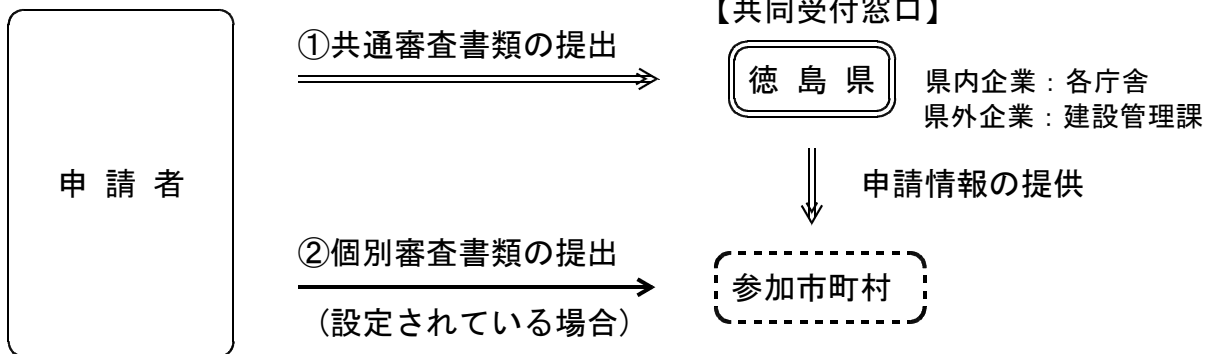 【共同受付窓口】
①共通審査書類の提出
徳島県
県内企業：各庁舎
県外企業：建設管理課
申請者
申請情報の提供
②個別審査書類の提出
（設定されている場合）
参加市町村